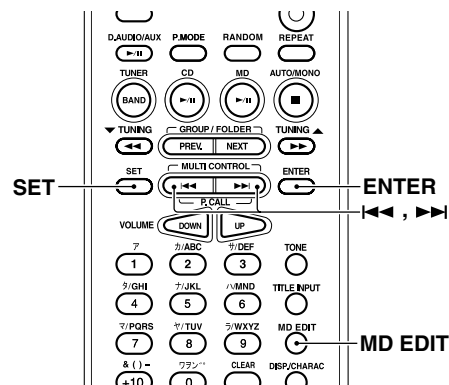 D.AUDIO/AUX P.MODE RANDOM REPEAT
TUNER CD MD AUTO/MONO
BAND
▼ TUNING GROUP / FOLDER TUNING ▲
PREV. NEXT
SET MULTI CONTROL ENTER
SET ENTER
P.CALL
⏮ , ⏭
VOLUME DOWN UP
ア カ/ABC サ/DEF TONE
1 2 3
タ/GHI ナ/JKL ハ/MND TITLE INPUT
4 5 6
マ/PQRS ヤ/TUV ラ/WXYZ MD EDIT
7 8 9
MD EDIT
& ( ) – ワヲン゛゜ CLEAR DISP./CHARAC
+10 0